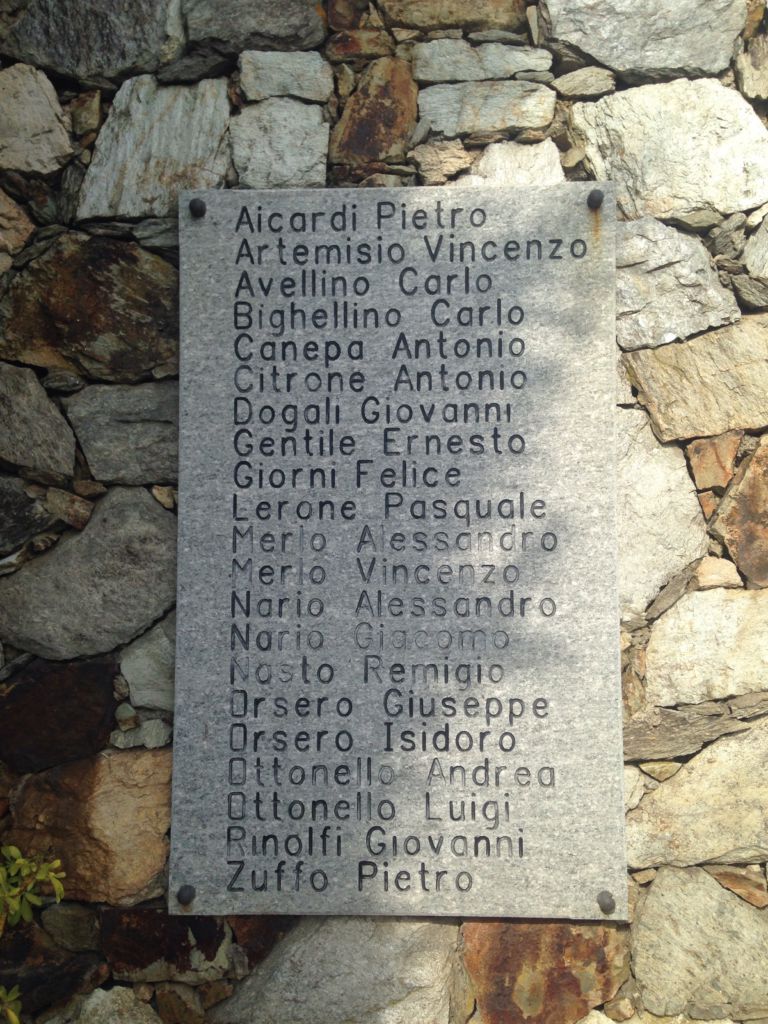 Aicardi Pietro
Artemisio Vincenzo
Avellino Carlo
Bighellino Carlo
Canepa Antonio
Citrone Antonio
Dogali Giovanni
Gentile Ernesto
Giorni Felice
Lerone Pasquale
Merlo Alessandro
Merlo Vincenzo
Nario Alessandro
Nario Giacomo
Nasto Remigio
Orsero Giuseppe
Orsero Isidoro
Ottonello Andrea
Ottonello Luigi
Rinolfi Giovanni
Zuffo Pietro